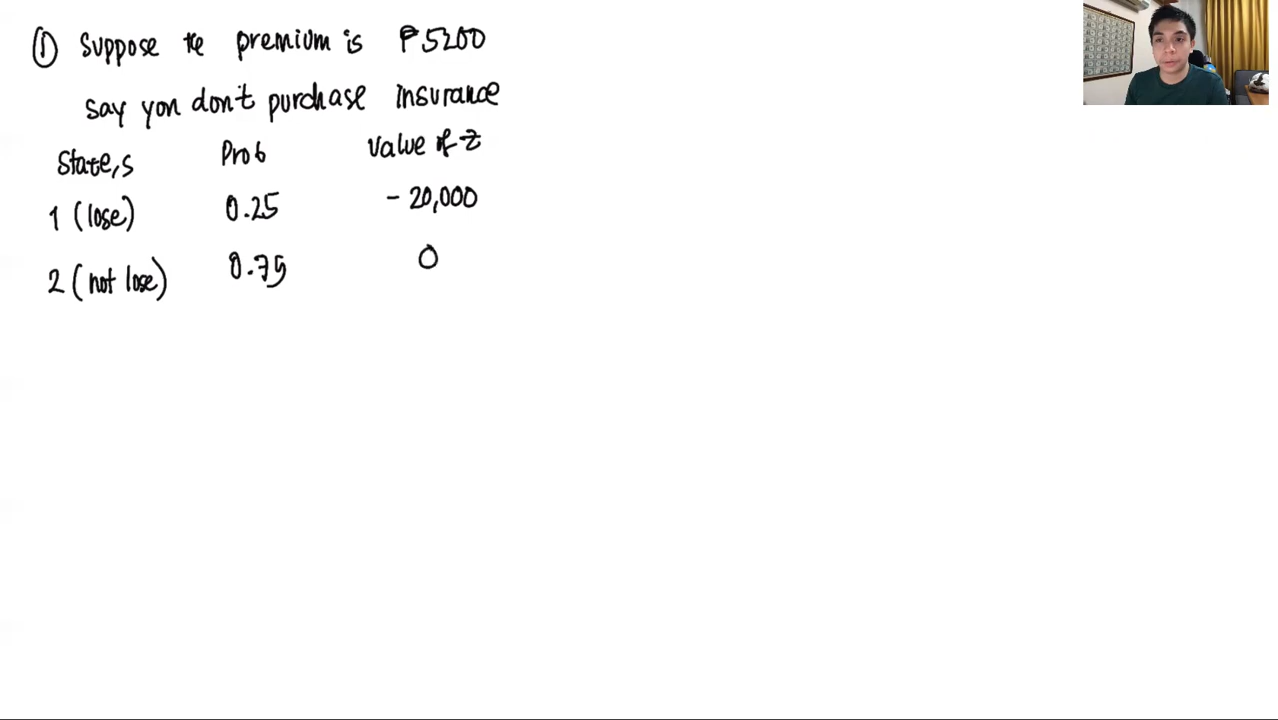 ① Suppose the premium is ₱5200
say you don't purchase insurance
State, s Prob Value of z
1 (lose) 0.25 - 20,000
2 (not lose) 0.75 0